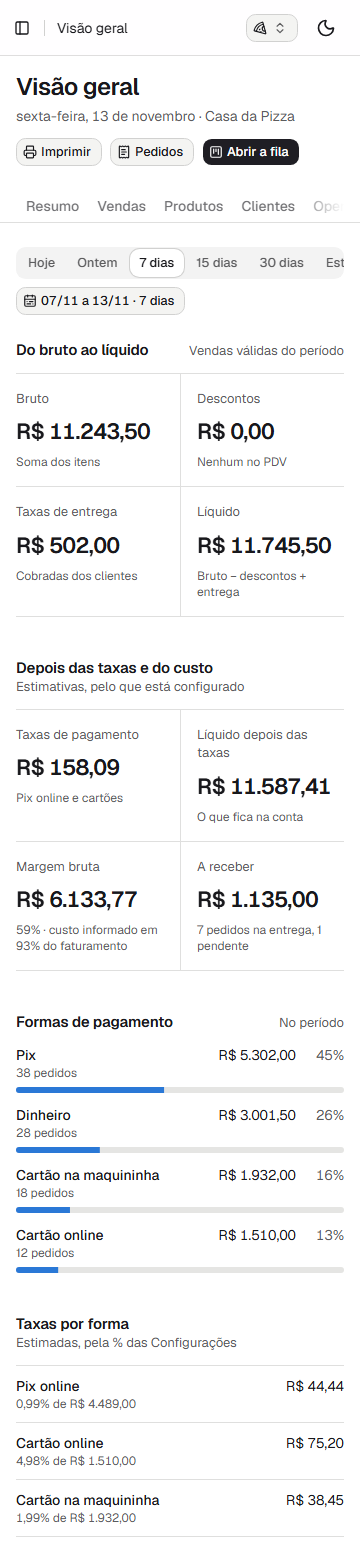 Visão geral
Visão geral
sexta-feira, 13 de novembro · Casa da Pizza
Imprimir
Pedidos
Abrir a fila
Resumo Vendas Produtos Clientes Ope
Hoje Ontem 7 dias 15 dias 30 dias Est
07/11 a 13/11 · 7 dias
Do bruto ao líquido Vendas válidas do período
Bruto
R$ 11.243,50
Soma dos itens
Descontos
R$ 0,00
Nenhum no PDV
Taxas de entrega
R$ 502,00
Cobradas dos clientes
Líquido
R$ 11.745,50
Bruto − descontos +
entrega
Depois das taxas e do custo
Estimativas, pelo que está configurado
Taxas de pagamento
R$ 158,09
Pix online e cartões
Líquido depois das
taxas
R$ 11.587,41
O que fica na conta
Margem bruta
R$ 6.133,77
59% · custo informado em
93% do faturamento
A receber
R$ 1.135,00
7 pedidos na entrega, 1
pendente
Formas de pagamento No período
Pix R$ 5.302,00 45%
38 pedidos
Dinheiro R$ 3.001,50 26%
28 pedidos
Cartão na maquininha R$ 1.932,00 16%
18 pedidos
Cartão online R$ 1.510,00 13%
12 pedidos
Taxas por forma
Estimadas, pela % das Configurações
Pix online R$ 44,44
0,99% de R$ 4.489,00
Cartão online R$ 75,20
4,98% de R$ 1.510,00
Cartão na maquininha R$ 38,45
1,99% de R$ 1.932,00